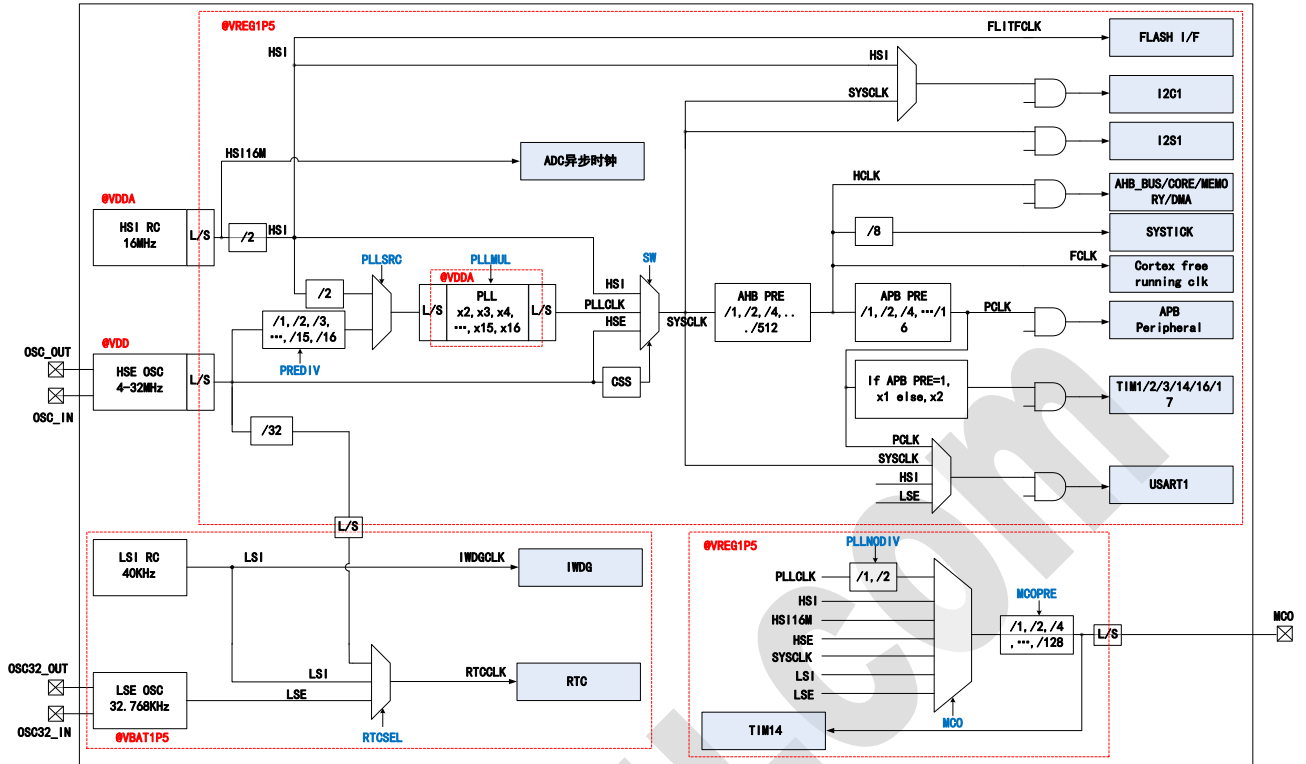 @VREG1P5
FLITFCLK
FLASH I/F
HSI
HSI
SYSCLK
I2C1
I2S1
HSI16M
ADC异步时钟
HCLK
AHB_BUS/CORE/MEMO
RY/DMA
@VDDA
HSI RC
16MHz
L/S
/2
HSI
/8
SYSTICK
PLLSRC
PLLMUL
SW
FCLK
Cortex free
running clk
@VDDA
/2
L/S
PLL
x2, x3, x4,
…, x15, x16
L/S
HSI
PLLCLK
HSE
SYSCLK
AHB PRE
/1, /2, /4, ..
./512
APB PRE
/1, /2, /4, …/1
6
PCLK
APB
Peripheral
/1, /2, /3,
…, /15, /16
PREDIV
OSC_OUT
@VDD
HSE OSC
4-32MHz
L/S
OSC_IN
CSS
If APB PRE=1,
x1 else, x2
TIM1/2/3/14/16/1
7
/32
PCLK
SYSCLK
HSI
LSE
USART1
L/S
LSI RC
40KHz
LSI
IWDGCLK
IWDG
OSC32_OUT
LSE OSC
32.768KHz
OSC32_IN
@VBAT1P5
LSI
LSE
RTCCLK
RTC
RTCSEL
@VREG1P5
PLLNODIV
PLLCLK
/1, /2
HSI
HSI16M
HSE
SYSCLK
LSI
LSE
MCOPRE
/1, /2, /4
, …, /128
L/S
MCO
MCO
TIM14